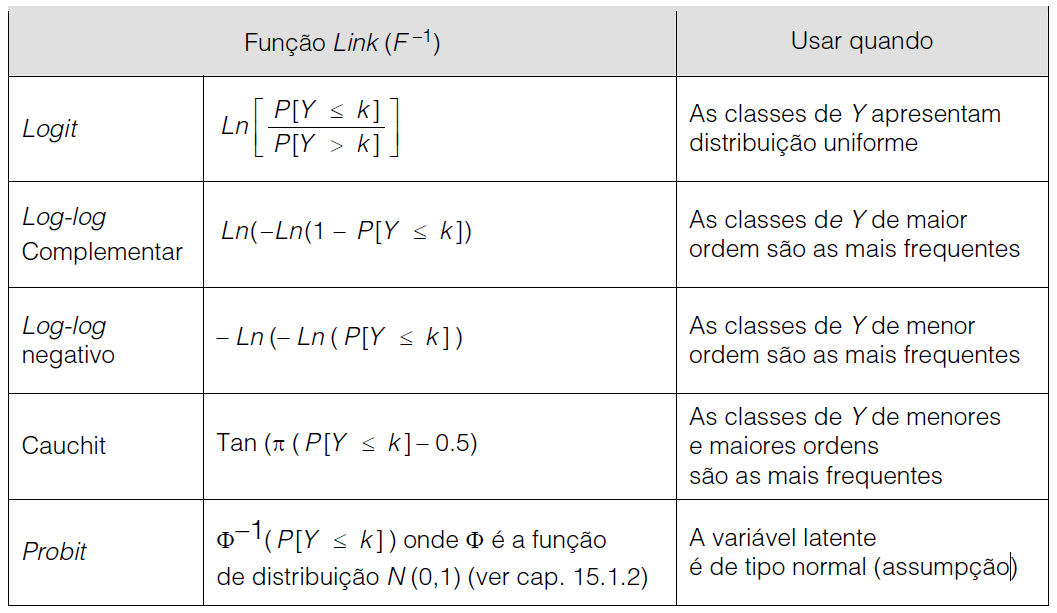 Função Link (F⁻¹)
Usar quando
Logit
Ln[ P[Y ≤ k] / P[Y > k] ]
As classes de Y apresentam
distribuição uniforme
Log-log
Complementar
Ln(–Ln(1 – P[Y ≤ k])
As classes de Y de maior
ordem são as mais frequentes
Log-log
negativo
– Ln (– Ln ( P[Y ≤ k] )
As classes de Y de menor
ordem são as mais frequentes
Cauchit
Tan (π ( P[Y ≤ k] – 0.5)
As classes de Y de menores
e maiores ordens
são as mais frequentes
Probit
Φ⁻¹( P[Y ≤ k] ) onde Φ é a função
de distribuição N (0,1) (ver cap. 15.1.2)
A variável latente
é de tipo normal (assumpção)